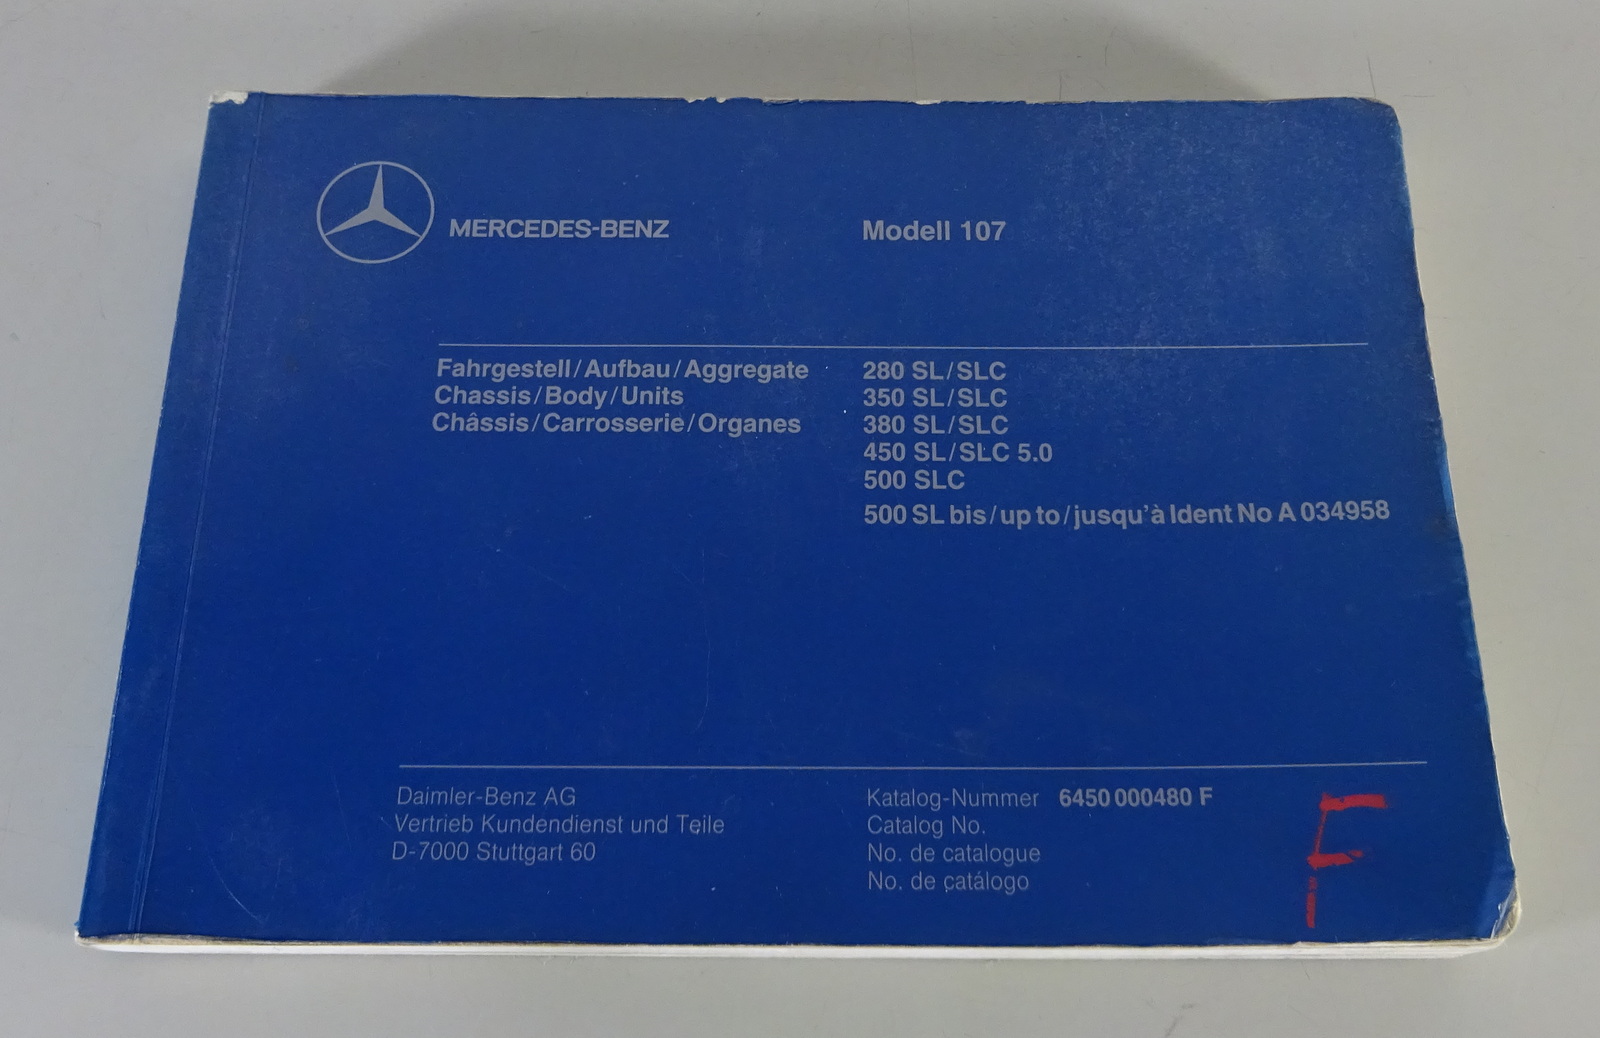 MERCEDES-BENZ
Modell 107
Fahrgestell/Aufbau/Aggregate
Chassis/Body/Units
Châssis/Carrosserie/Organes
280 SL/SLC
350 SL/SLC
380 SL/SLC
450 SL/SLC 5.0
500 SLC
500 SL bis/up to/jusqu'à Ident No A 034958
Daimler-Benz AG
Vertrieb Kundendienst und Teile
D-7000 Stuttgart 60
Katalog-Nummer 6450 000480 F
Catalog No.
No. de catalogue
No. de catálogo
F